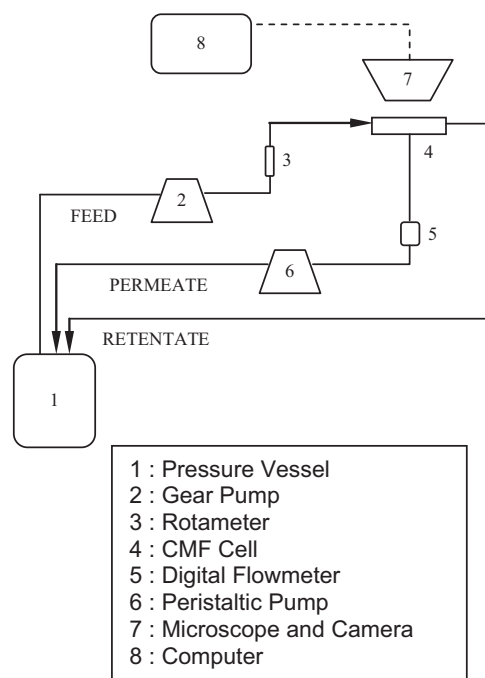 8
7
3
4
2
FEED
5
6
PERMEATE
RETENTATE
1
1 : Pressure Vessel
2 : Gear Pump
3 : Rotameter
4 : CMF Cell
5 : Digital Flowmeter
6 : Peristaltic Pump
7 : Microscope and Camera
8 : Computer